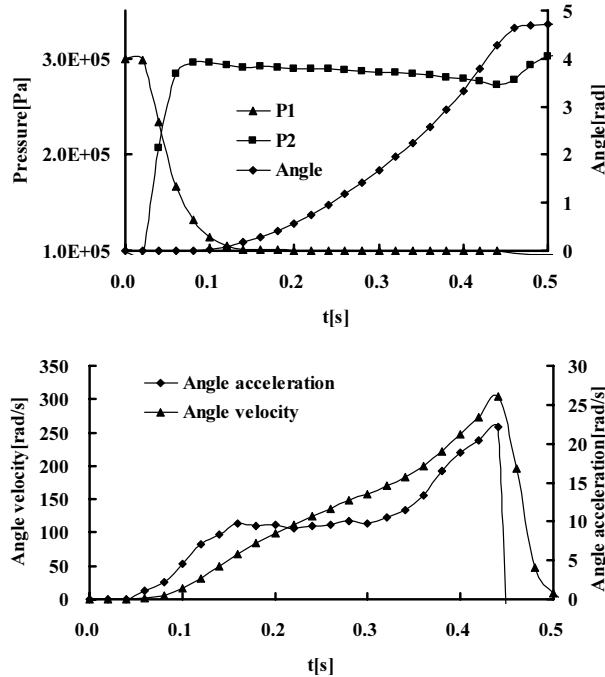 Pressure[Pa]
3.0E+05
2.0E+05
1.0E+05
P1
P2
Angle
5
4
3
2
1
0
Angle[rad]
0.0 0.1 0.2 0.3 0.4 0.5
t[s]
Angle velocity[rad/s]
350
300
250
200
150
100
50
0
Angle acceleration
Angle velocity
30
25
20
15
10
5
0
Angle acceleration[rad/s]
0.0 0.1 0.2 0.3 0.4 0.5
t[s]